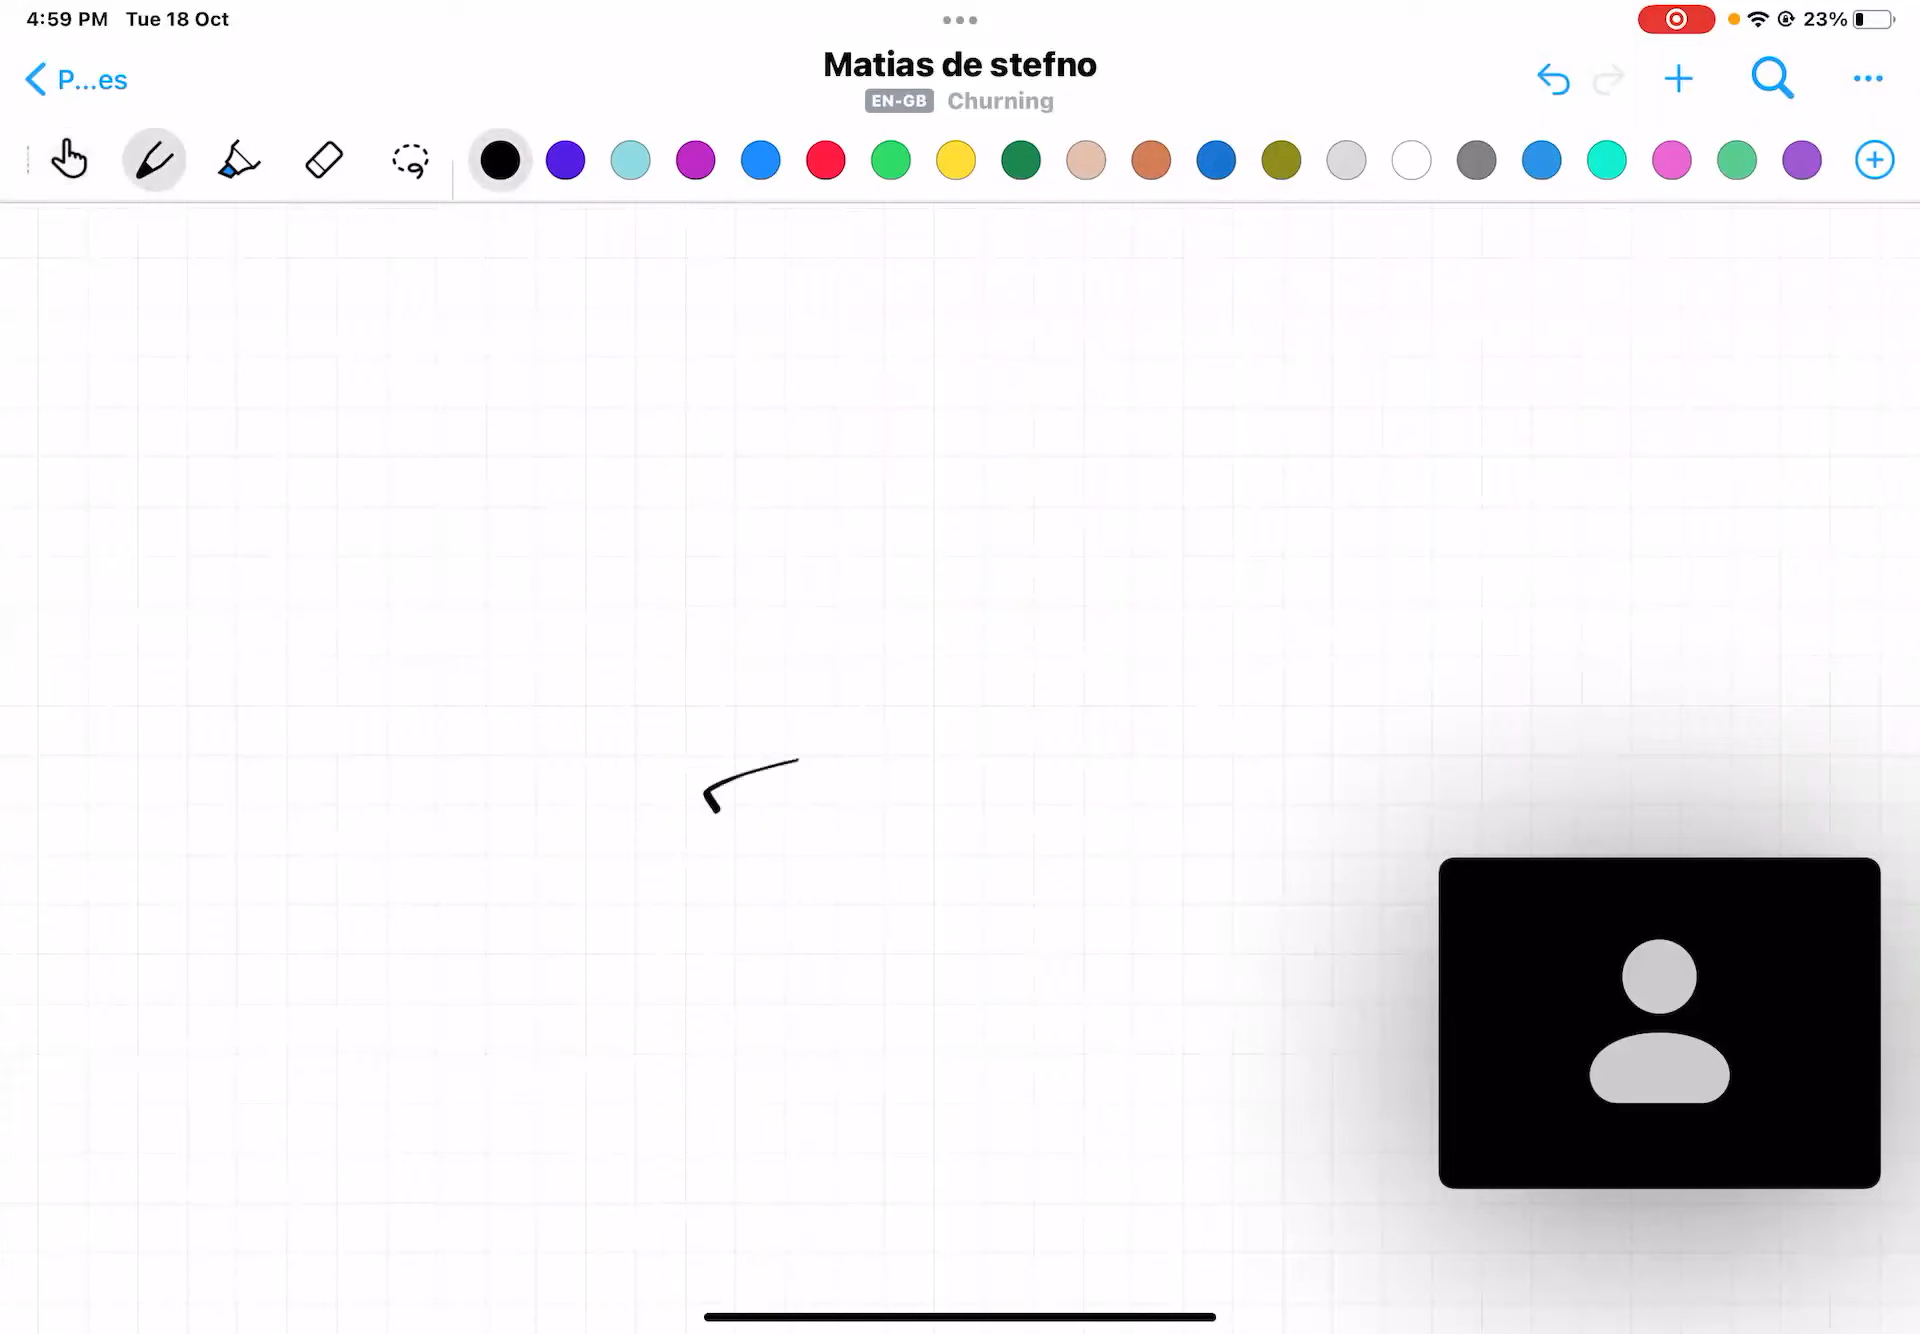 4:59 PM Tue 18 Oct
23%
P...es
Matias de stefno
EN-GB Churning